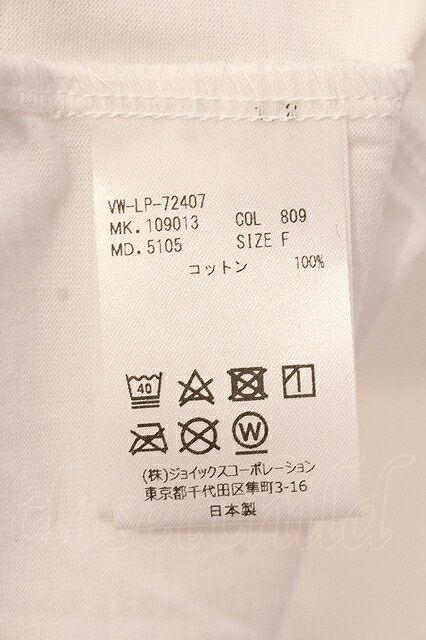 VW-LP-72407
MK. 109013 COL 809
MD. 5105 SIZE F
コットン 100%
40
W
(株)ジョイックスコーポレーション
東京都千代田区隼町3-16
日本製